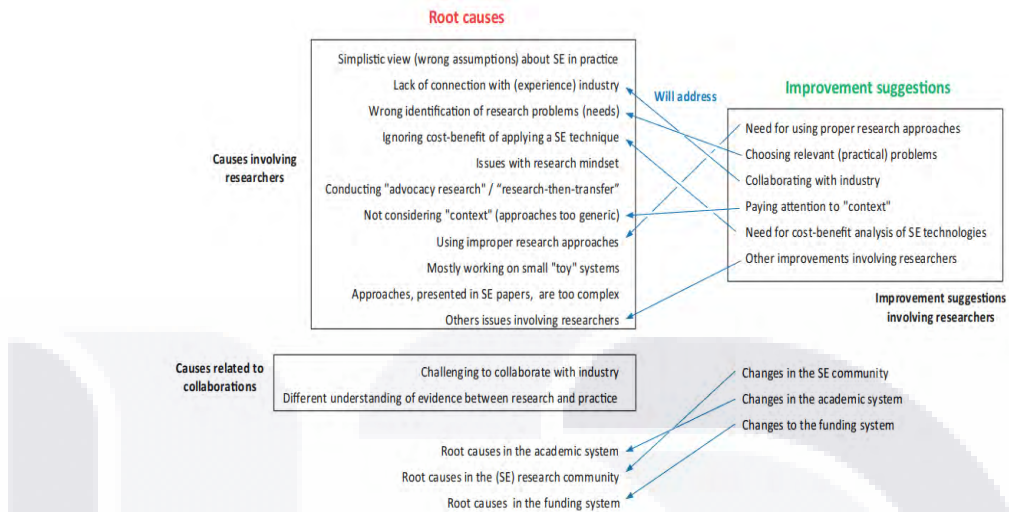 Root causes
Simplistic view (wrong assumptions) about SE in practice
Lack of connection with (experience) industry
Wrong identification of research problems (needs)
Ignoring cost-benefit of applying a SE technique
Issues with research mindset
Conducting "advocacy research" / “research-then-transfer”
Not considering "context" (approaches too generic)
Using improper research approaches
Mostly working on small "toy" systems
Approaches, presented in SE papers, are too complex
Others issues involving researchers
Causes involving
researchers
Will address
Improvement suggestions
Need for using proper research approaches
Choosing relevant (practical) problems
Collaborating with industry
Paying attention to "context"
Need for cost-benefit analysis of SE technologies
Other improvements involving researchers
Improvement suggestions
involving researchers
Causes related to
collaborations
Challenging to collaborate with industry
Different understanding of evidence between research and practice
Changes in the SE community
Changes in the academic system
Changes to the funding system
Root causes in the academic system
Root causes in the (SE) research community
Root causes in the funding system